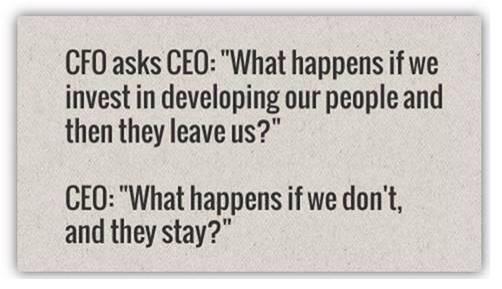 CFO asks CEO: "What happens if we
invest in developing our people and
then they leave us?"
CEO: "What happens if we don't,
and they stay?"